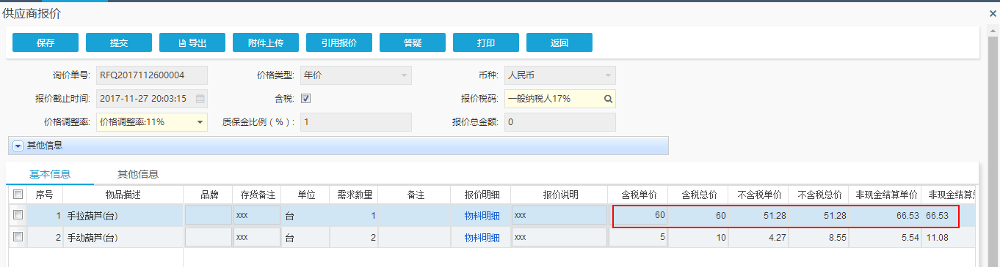 供应商报价
保存 提交 导出 附件上传 引用报价 答疑 打印 返回
询价单号: RFQ2017112600004 价格类型: 年价 币种: 人民币
报价截止时间: 2017-11-27 20:03:15 含税: 报价税码: 一般纳税人17%
价格调整率: 价格调整率:11% 质保金比例(%): 1 报价总金额: 0
其他信息
基本信息 其他信息
序号 物品描述 品牌 存货备注 单位 需求数量 备注 报价明细 报价说明 含税单价 含税总价 不含税单价 不含税总价 非现金结算单价 非现金结算
1 手拉葫芦(台) xxx 台 1 物料明细 xxx 60 60 51.28 51.28 66.53 66.53
2 手动葫芦(台) xxx 台 2 物料明细 xxx 5 10 4.27 8.55 5.54 11.08